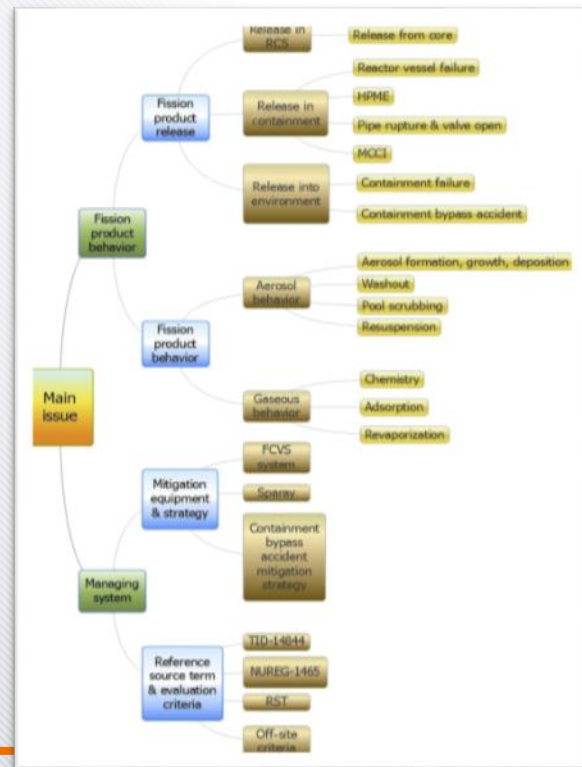 Release in
RCS
Release from core
Fission
product
release
Release in
containment
Reactor vessel failure
HPME
Pipe rupture & valve open
MCCI
Release into
environment
Containment failure
Containment bypass accident
Fission
product
behavior
Fission
product
behavior
Aerosol
behavior
Aerosol formation, growth, deposition
Washout
Pool scrubbing
Resuspension
Gaseous
behavior
Chemistry
Adsorption
Revaporization
Main
issue
Managing
system
Mitigation
equipment
& strategy
FCVS
system
Sparay
Containment
bypass
accident
mitigation
strategy
Reference
source term
& evaluation
criteria
TID-14844
NUREG-1465
RST
Off-site
criteria